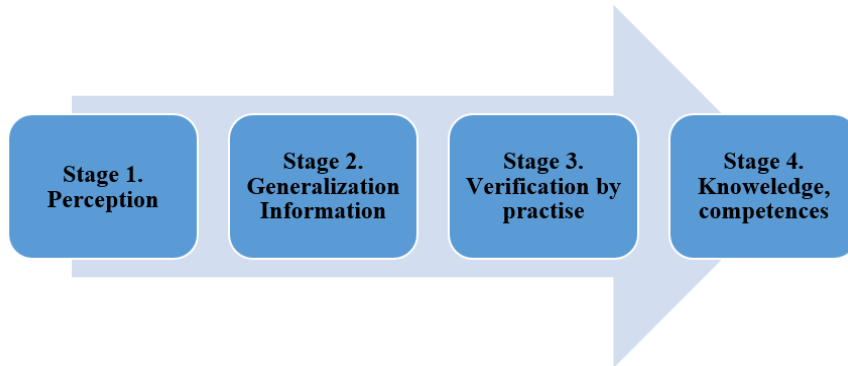 Stage 1.
Perception
Stage 2.
Generalization
Information
Stage 3.
Verification by
practise
Stage 4.
Knoweledge,
competences